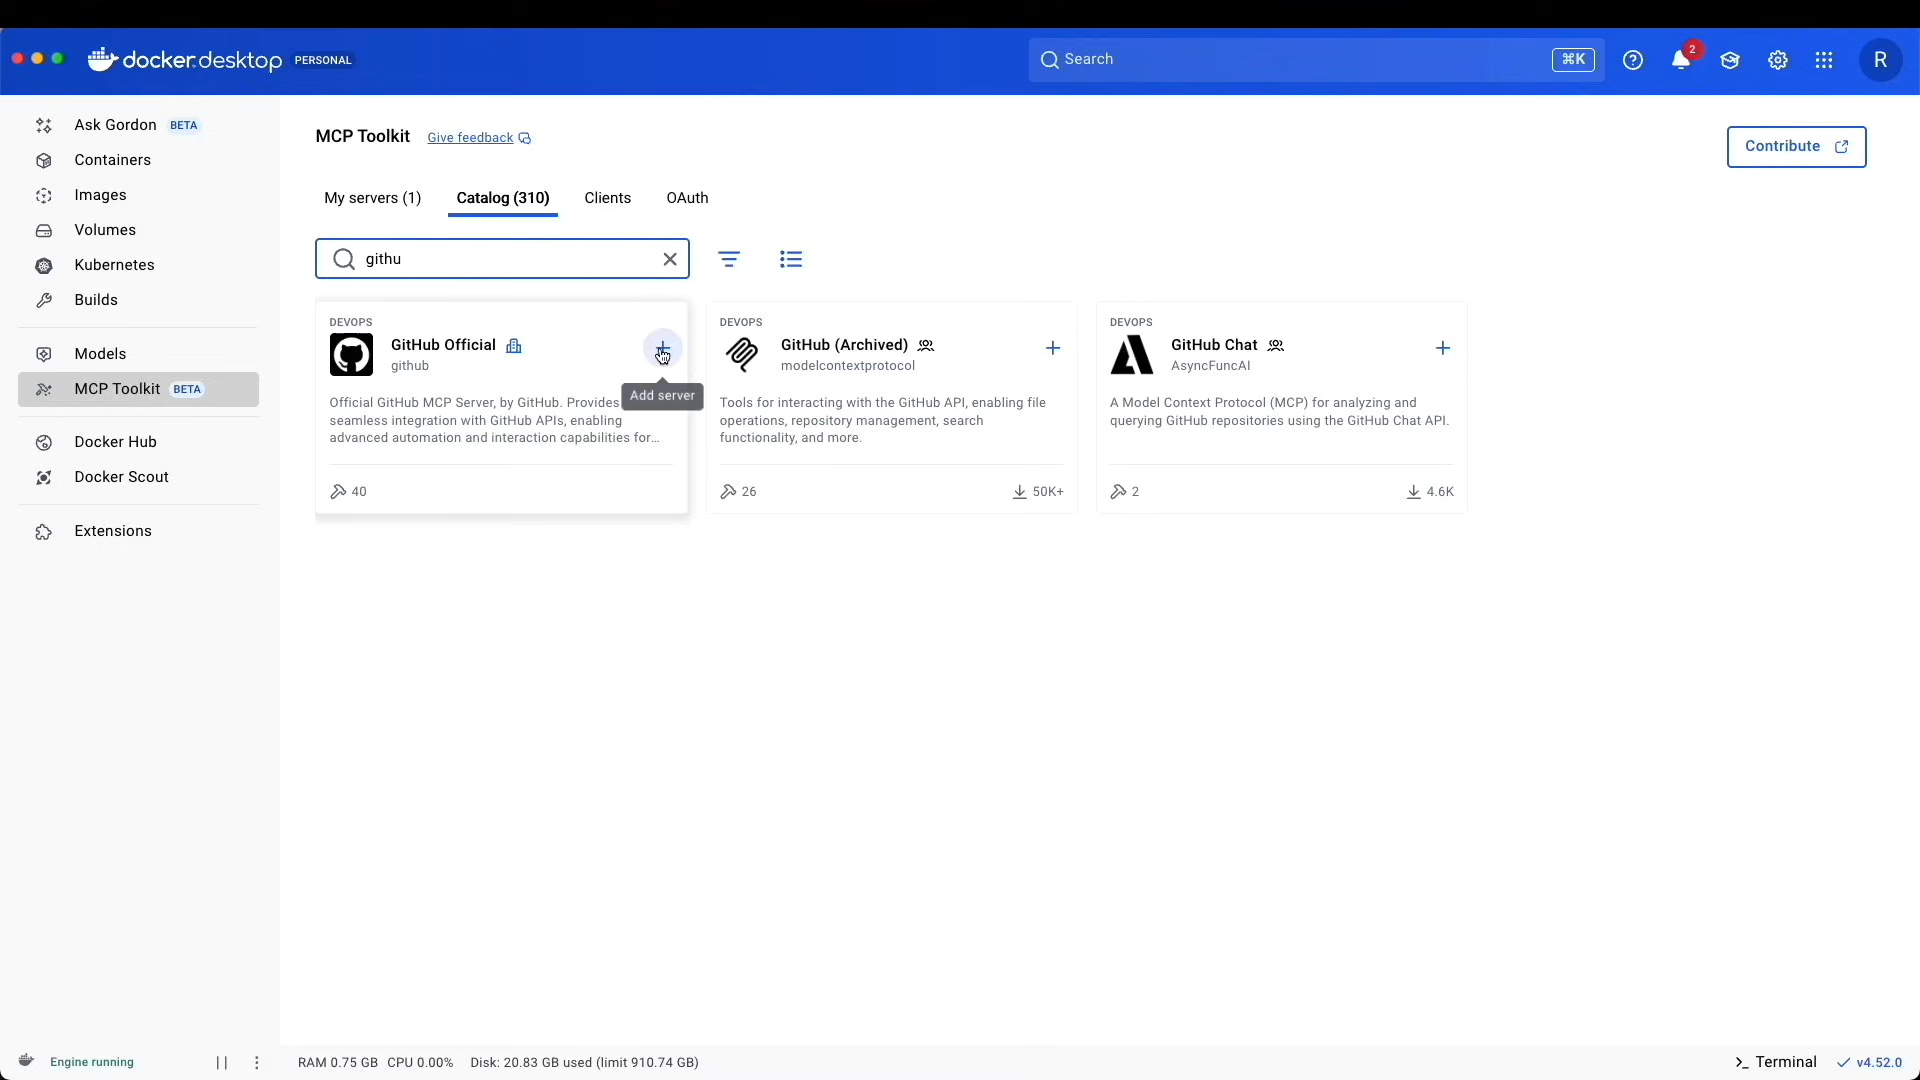 docker.desktop PERSONAL
Search
⌘K
2
R
Ask Gordon BETA
Containers
Images
Volumes
Kubernetes
Builds
Models
MCP Toolkit BETA
Docker Hub
Docker Scout
Extensions
MCP Toolkit Give feedback
Contribute
My servers (1) Catalog (310) Clients OAuth
githu
DEVOPS
GitHub Official
github
Add server
Official GitHub MCP Server, by GitHub. Provides
seamless integration with GitHub APIs, enabling
advanced automation and interaction capabilities for...
40
DEVOPS
GitHub (Archived)
modelcontextprotocol
Tools for interacting with the GitHub API, enabling file
operations, repository management, search
functionality, and more.
26 50K+
DEVOPS
GitHub Chat
AsyncFuncAI
A Model Context Protocol (MCP) for analyzing and
querying GitHub repositories using the GitHub Chat API.
2 4.6K
Engine running
RAM 0.75 GB CPU 0.00% Disk: 20.83 GB used (limit 910.74 GB)
>_ Terminal
v4.52.0